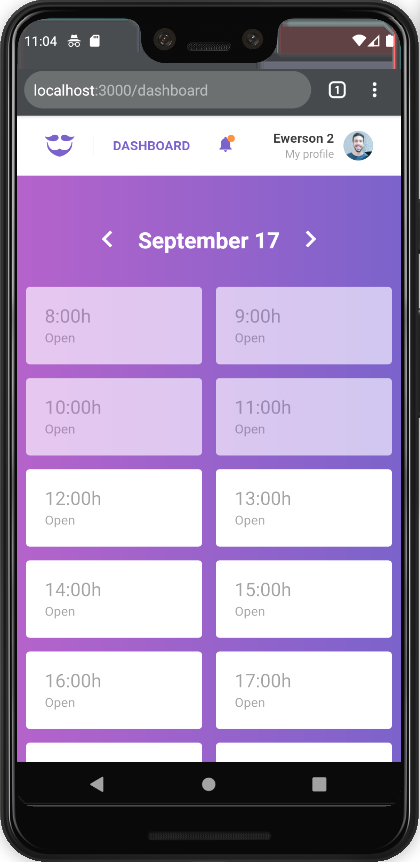 11:04
localhost:3000/dashboard
1
DASHBOARD
Ewerson 2
My profile
September 17
8:00h
Open
9:00h
Open
10:00h
Open
11:00h
Open
12:00h
Open
13:00h
Open
14:00h
Open
15:00h
Open
16:00h
Open
17:00h
Open